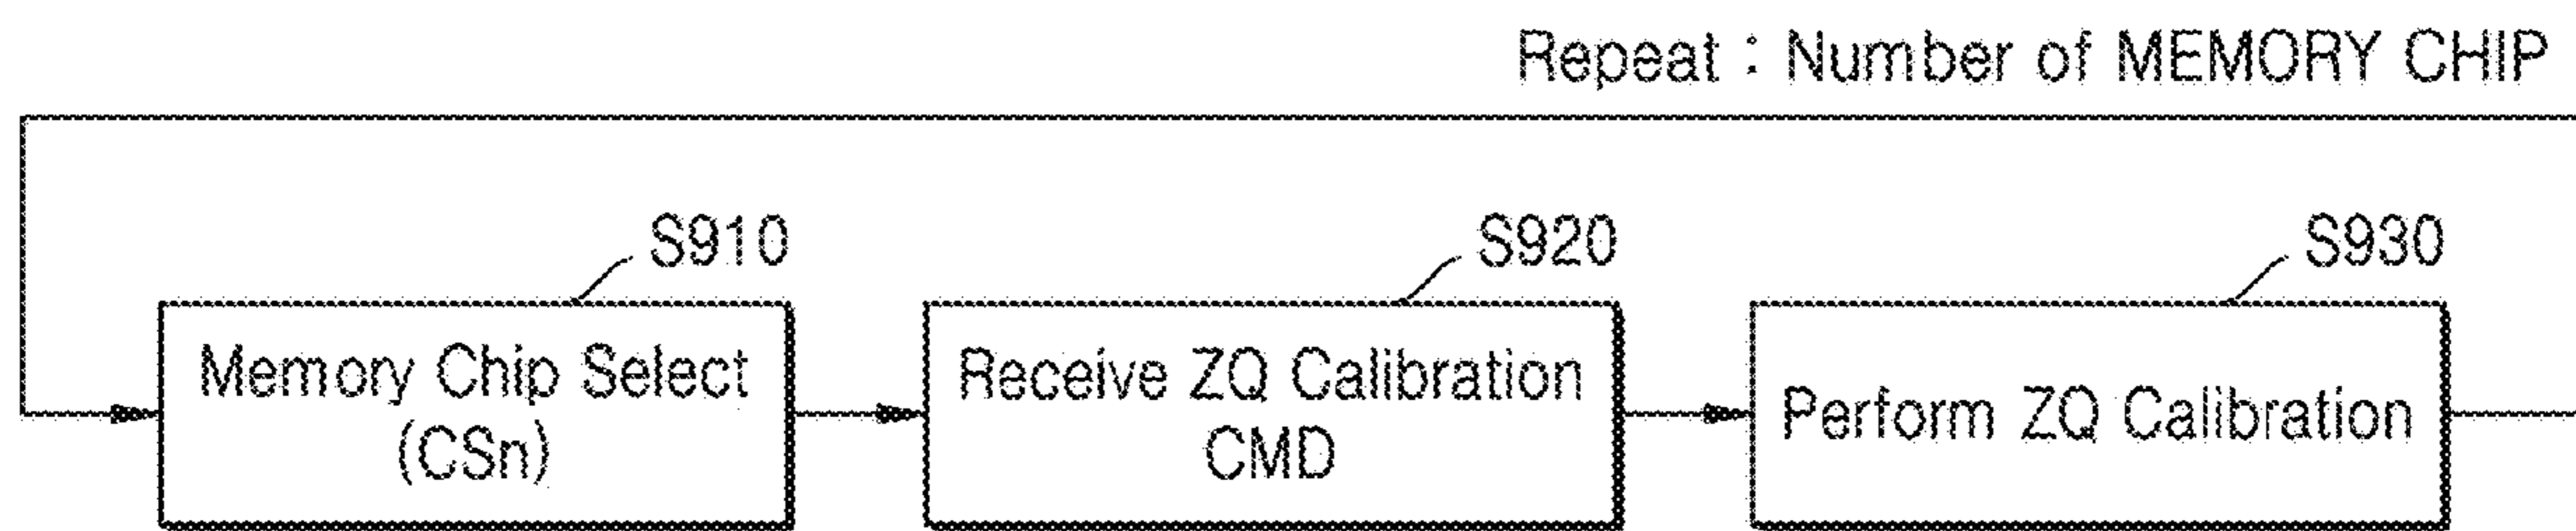 Repeat : Number of MEMORY CHIP
S910
S920
S930
Memory Chip Select
(CSn)
Receive ZQ Calibration
CMD
Perform ZQ Calibration